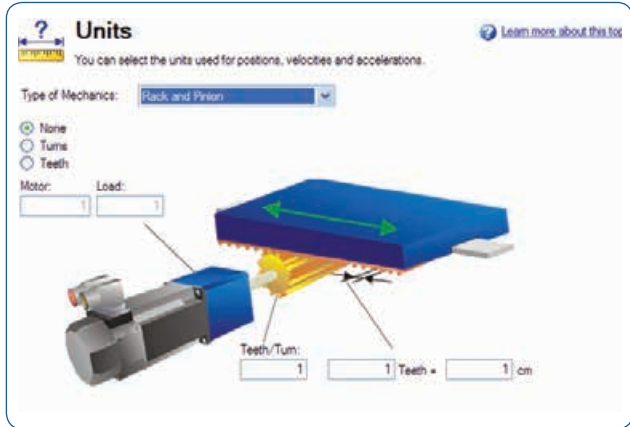 ?
Units
Learn more about this top
You can select the units used for positions, velocities and accelerations.
Type of Mechanics: Rack and Pinion
None
Turns
Teeth
Motor: Load:
1 1
Teeth/Turn:
1 1 Teeth = 1 cm